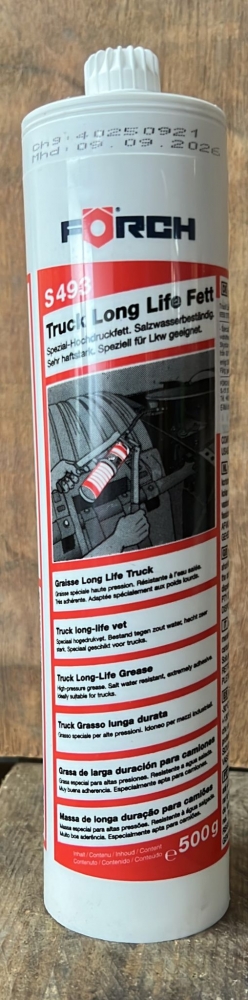 chg:40250921
Mhd:09.09.2026
FÖRCH
S 493
Truck Long Life Fett
Spezial-Hochdruckfett. Salzwasserbeständig.
Sehr haftstark. Speziell für Lkw geeignet.
Graisse Long Life Truck
Graisse spéciale haute pression. Résistante à l'eau salée.
Très adhérente. Adaptée spécialement aux poids lourds.
Truck long-life vet
Speciaal hogedrukvet. Bestand tegen zout water, hecht zeer
sterk. Speciaal geschikt voor trucks.
Truck Long-Life Grease
High-pressure grease. Salt water resistant, extremely adhesive,
ideally suitable for trucks.
Truck Grasso lunga durata
Grasso speciale per alte pressioni. Idoneo per mezzi industriali.
Grasa de larga duración para camiones
Grasa especial para altas presiones. Resistente a agua
Muy buena adherencia. Especialmente apta para camiones.
Massa de longa duração para camiões
Massa especial para altas pressões. Resistente à água salgada.
Muito boa aderência. Especialmente apta para camiões.
Inhalt / Contenu / Inhoud / Content
Contenuto / Contenido / Conteúdo
e 500 g